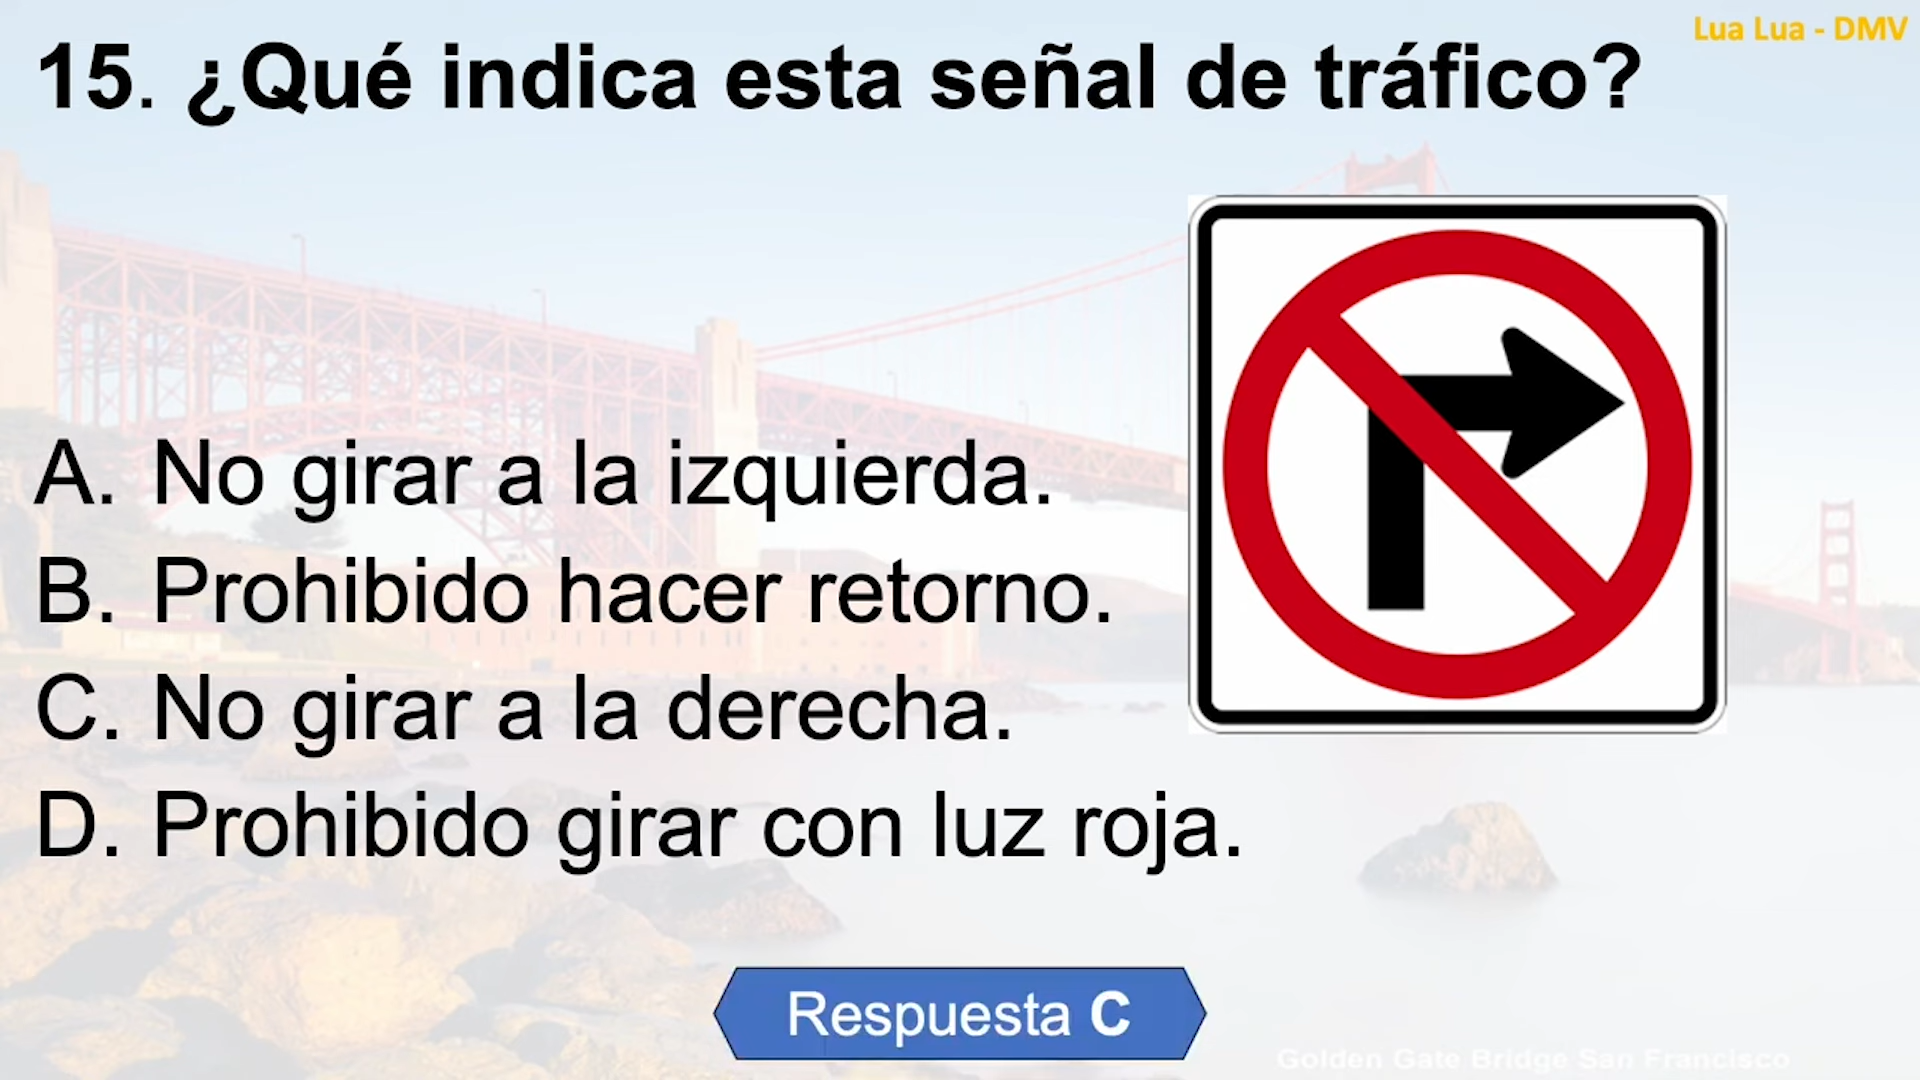 Lua Lua - DMV
15. ¿Qué indica esta señal de tráfico?
A. No girar a la izquierda.
B. Prohibido hacer retorno.
C. No girar a la derecha.
D. Prohibido girar con luz roja.
Respuesta C
Golden Gate Bridge San Francisco